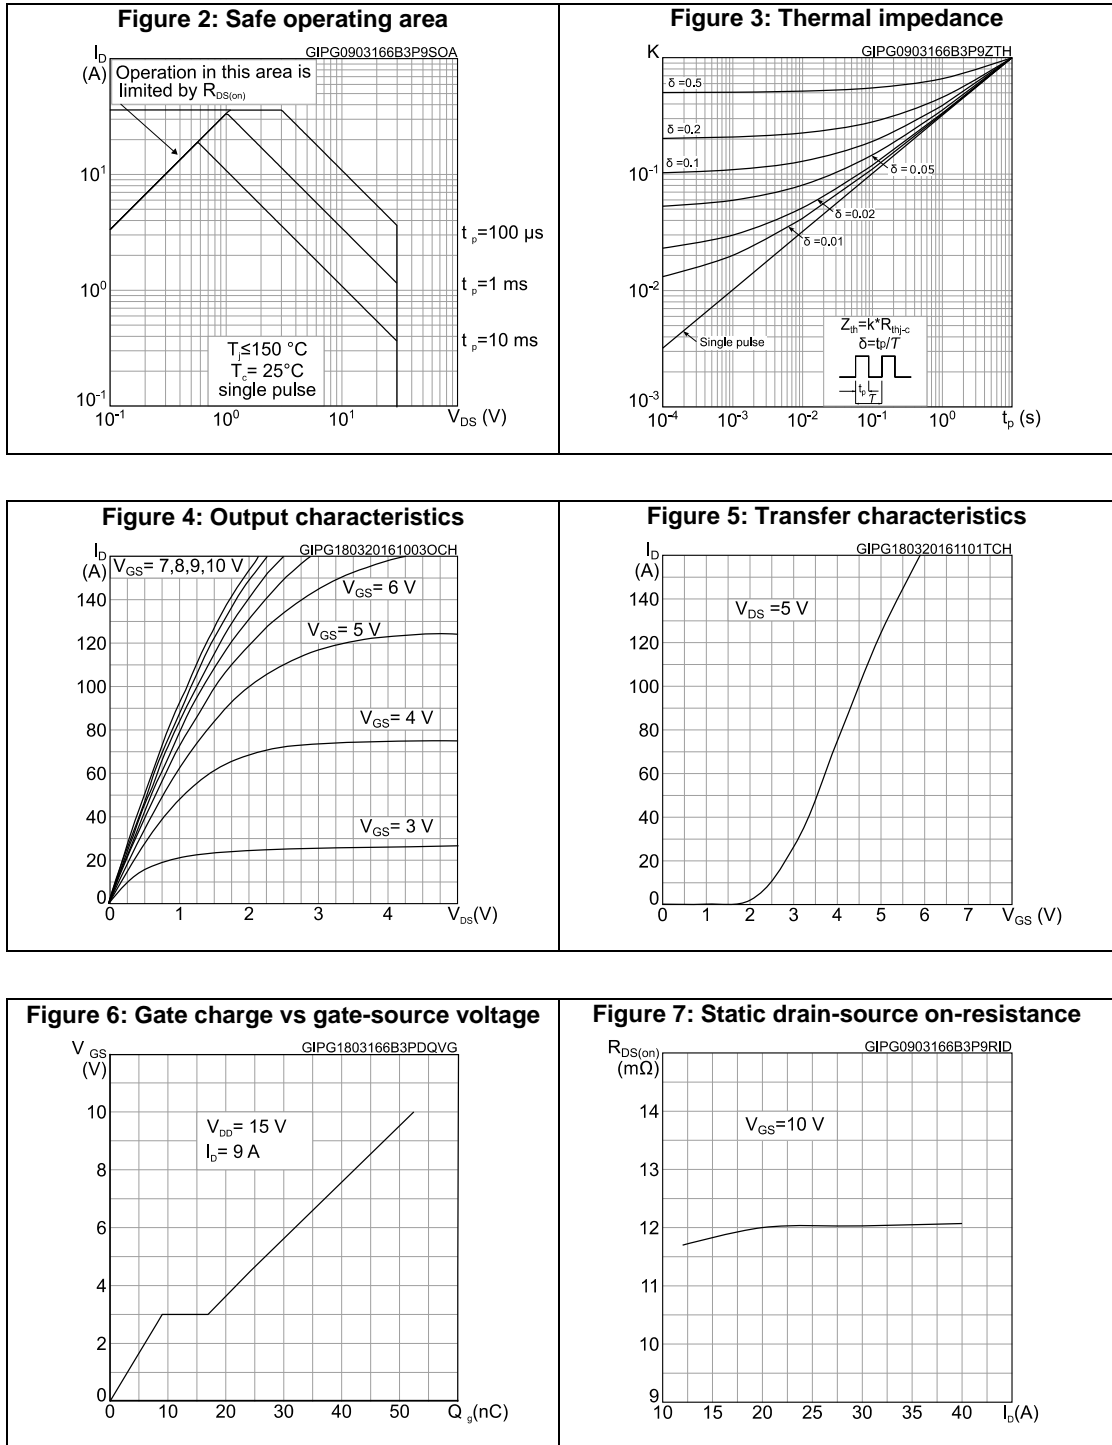 Figure 2: Safe operating area
GIPG0903166B3P9SOA
I_D
(A)
Operation in this area is
limited by R_DS(on)
10^1
10^0
10^-1
t_p=100 µs
t_p=1 ms
t_p=10 ms
T_j≤150 °C
T_c= 25°C
single pulse
10^-1 10^0 10^1 V_DS (V)
Figure 3: Thermal impedance
GIPG0903166B3P9ZTH
K
δ=0.5
δ=0.2
δ=0.1
δ=0.05
δ=0.02
δ=0.01
10^-1
10^-2
10^-3
Single pulse
Z_th=k*R_thj-c
δ=tp/T
t_p
T
10^-4 10^-3 10^-2 10^-1 10^0 t_p (s)
Figure 4: Output characteristics
GIPG180320161003OCH
I_D
(A)
V_GS= 7,8,9,10 V
V_GS= 6 V
V_GS= 5 V
V_GS= 4 V
V_GS= 3 V
140
120
100
80
60
40
20
0
0 1 2 3 4 V_DS(V)
Figure 5: Transfer characteristics
GIPG180320161101TCH
I_D
(A)
V_DS =5 V
140
120
100
80
60
40
20
0
0 1 2 3 4 5 6 7 V_GS (V)
Figure 6: Gate charge vs gate-source voltage
GIPG1803166B3PDQVG
V_GS
(V)
V_DD= 15 V
I_D= 9 A
10
8
6
4
2
0
0 10 20 30 40 50 Q_g(nC)
Figure 7: Static drain-source on-resistance
GIPG0903166B3P9RID
R_DS(on)
(mΩ)
V_GS=10 V
14
13
12
11
10
9
10 15 20 25 30 35 40 I_D(A)